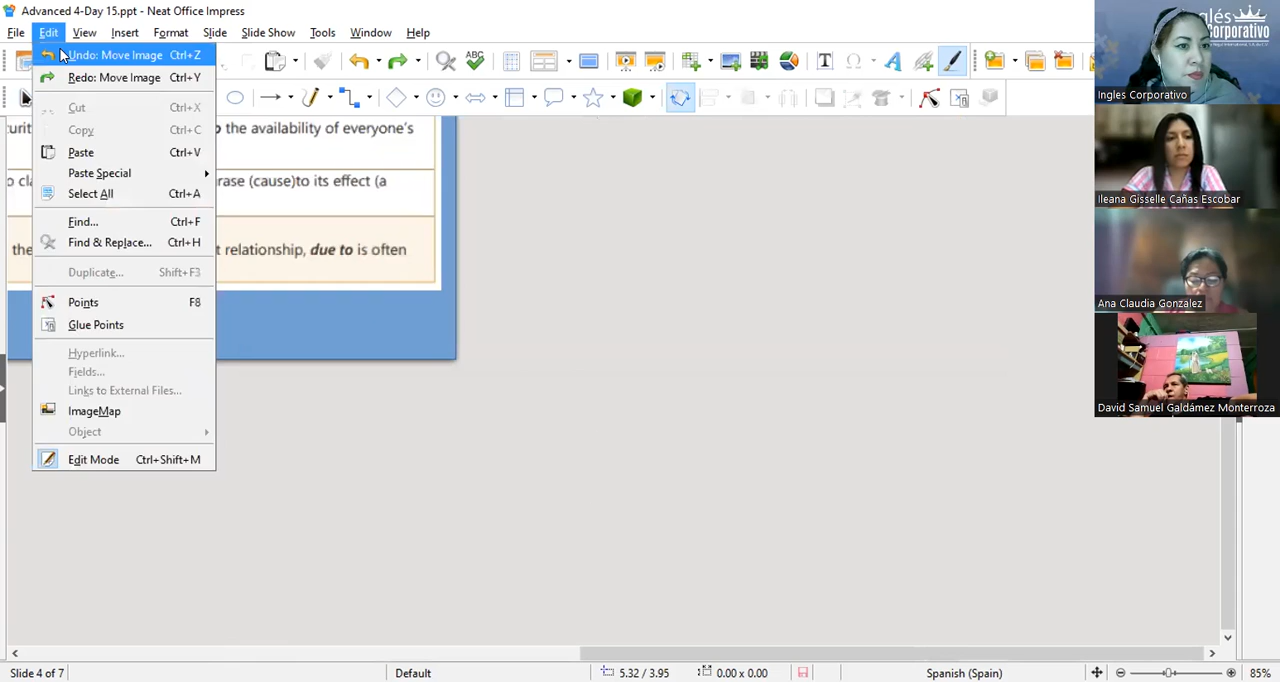 Advanced 4-Day 15.ppt - Neat Office Impress
File Edit View Insert Format Slide Slide Show Tools Window Help
Undo: Move Image Ctrl+Z
Redo: Move Image Ctrl+Y
Cut Ctrl+X
Copy Ctrl+C
Paste Ctrl+V
Paste Special
Select All Ctrl+A
Find... Ctrl+F
Find & Replace... Ctrl+H
Duplicate... Shift+F3
Points F8
Glue Points
Hyperlink...
Fields...
Links to External Files...
ImageMap
Object
Edit Mode Ctrl+Shift+M
the availability of everyone's
rase (cause)to its effect (a
the
t relationship, due to is often
Ingles Corporativo
Ileana Gisselle Cañas Escobar
Ana Claudia Gonzalez
David Samuel Galdámez Monterroza
Slide 4 of 7
Default
5.32 / 3.95
0.00 x 0.00
Spanish (Spain)
85%